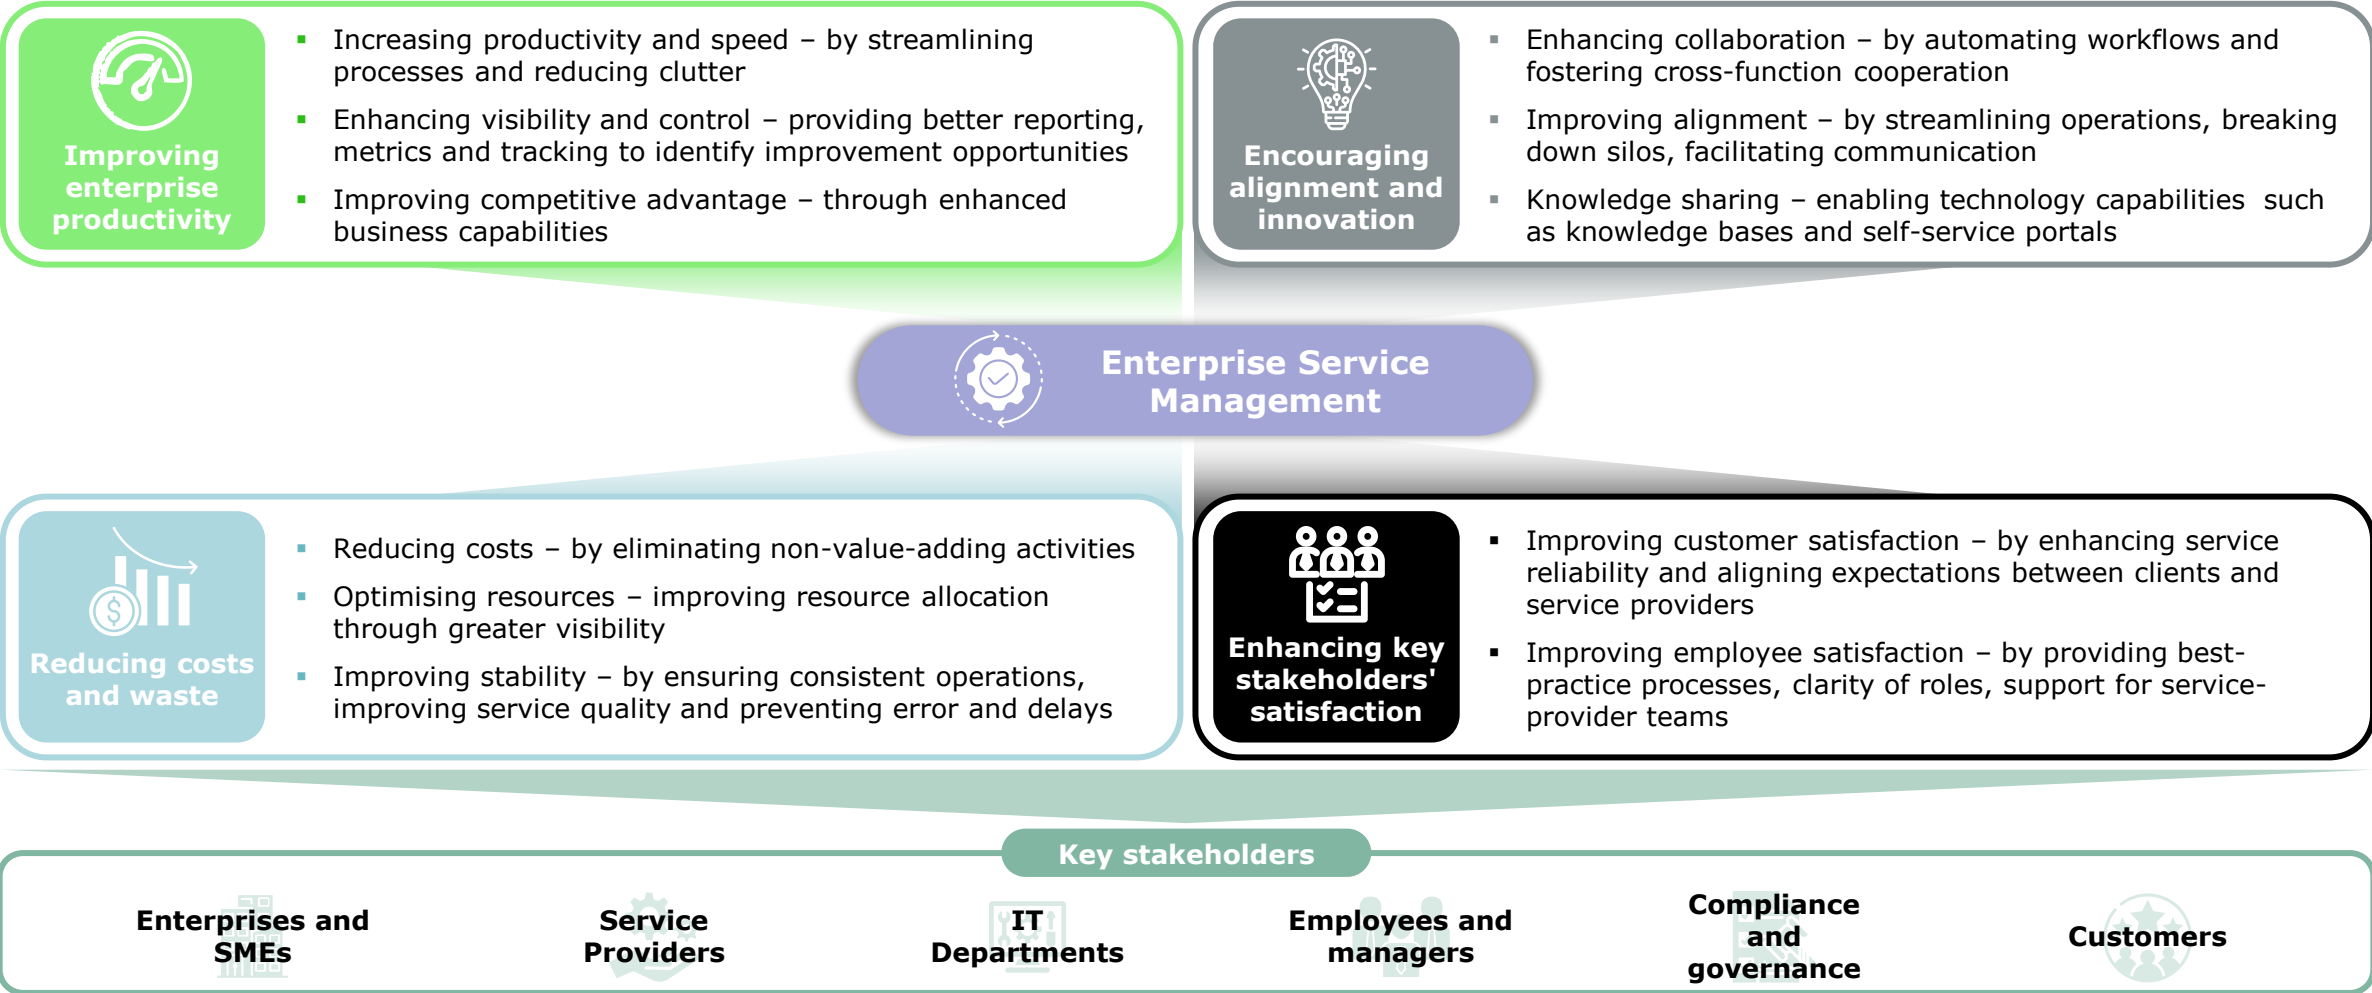 Improving
enterprise
productivity
▪ Increasing productivity and speed – by streamlining
processes and reducing clutter
▪ Enhancing visibility and control – providing better reporting,
metrics and tracking to identify improvement opportunities
▪ Improving competitive advantage – through enhanced
business capabilities
Encouraging
alignment and
innovation
▪ Enhancing collaboration – by automating workflows and
fostering cross-function cooperation
▪ Improving alignment – by streamlining operations, breaking
down silos, facilitating communication
▪ Knowledge sharing – enabling technology capabilities  such
as knowledge bases and self-service portals
Enterprise Service
Management
$
Reducing costs
and waste
▪ Reducing costs – by eliminating non-value-adding activities
▪ Optimising resources – improving resource allocation
through greater visibility
▪ Improving stability – by ensuring consistent operations,
improving service quality and preventing error and delays
Enhancing key
stakeholders'
satisfaction
▪ Improving customer satisfaction – by enhancing service
reliability and aligning expectations between clients and
service providers
▪ Improving employee satisfaction – by providing best-
practice processes, clarity of roles, support for service-
provider teams
Key stakeholders
Enterprises and
SMEs
Service
Providers
IT
Departments
Employees and
managers
Compliance
and
governance
Customers